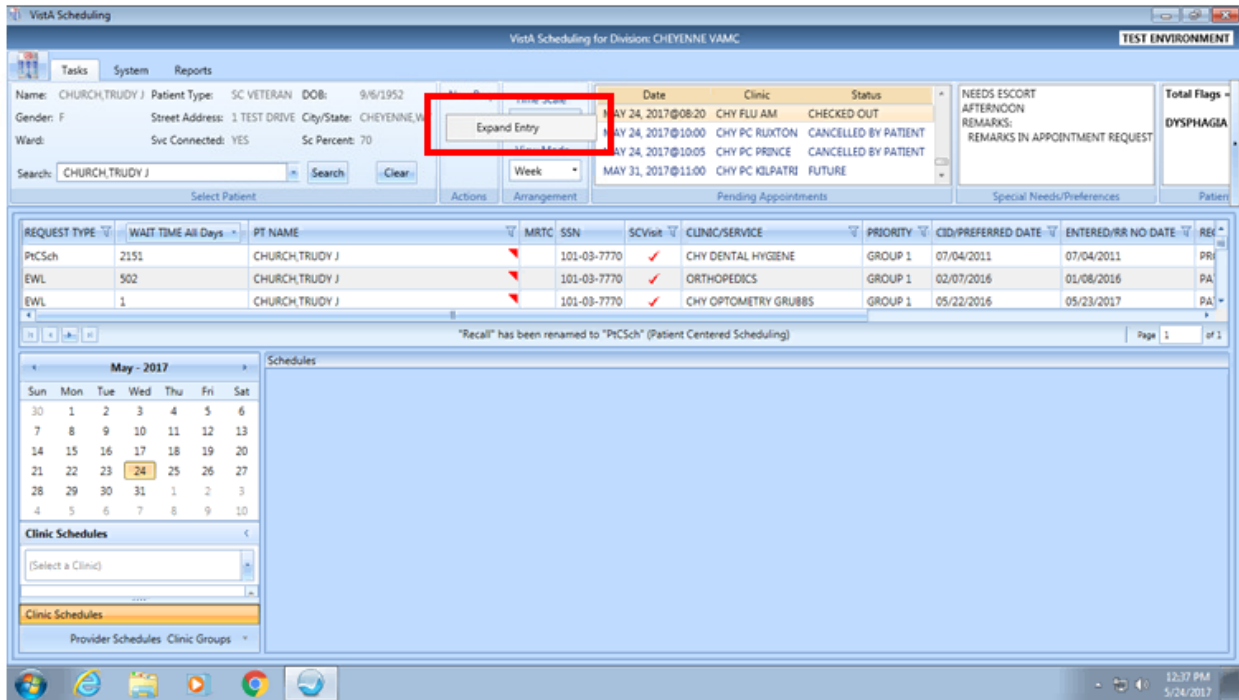 VistA Scheduling
VistA Scheduling for Division: CHEYENNE VAMC
TEST ENVIRONMENT
Tasks System Reports
Name: CHURCH,TRUDY J Patient Type: SC VETERAN DOB: 9/6/1952
Gender: F Street Address: 1 TEST DRIVE City/State: CHEYENNE,W
Ward: Svc Connected: YES Sc Percent: 70
Search: CHURCH,TRUDY J Search Clear
Select Patient
Expand Entry
Actions
Time Scale
View Mode
Week
Arrangement
Date Clinic Status
MAY 24, 2017@08:20 CHY FLU AM CHECKED OUT
MAY 24, 2017@10:00 CHY PC RUXTON CANCELLED BY PATIENT
MAY 24, 2017@10:05 CHY PC PRINCE CANCELLED BY PATIENT
MAY 31, 2017@11:00 CHY PC KILPATRI FUTURE
Pending Appointments
NEEDS ESCORT
AFTERNOON
REMARKS:
REMARKS IN APPOINTMENT REQUEST
Special Needs/Preferences
Total Flags =
DYSPHAGIA
Patien
REQUEST TYPE WAIT TIME All Days PT NAME MRTC SSN SCVisit CLINIC/SERVICE PRIORITY CID/PREFERRED DATE ENTERED/RR NO DATE
PtCSch 2151 CHURCH,TRUDY J 101-03-7770 ✓ CHY DENTAL HYGIENE GROUP 1 07/04/2011 07/04/2011 PRI
EWL 502 CHURCH,TRUDY J 101-03-7770 ✓ ORTHOPEDICS GROUP 1 02/07/2016 01/08/2016 PA
EWL 1 CHURCH,TRUDY J 101-03-7770 ✓ CHY OPTOMETRY GRUBBS GROUP 1 05/22/2016 05/23/2017 PA
"Recall" has been renamed to "PtCSch" (Patient Centered Scheduling)
Page 1 of 1
May - 2017
Sun Mon Tue Wed Thu Fri Sat
30 1 2 3 4 5 6
7 8 9 10 11 12 13
14 15 16 17 18 19 20
21 22 23 24 25 26 27
28 29 30 31 1 2 3
4 5 6 7 8 9 10
Schedules
Clinic Schedules
(Select a Clinic)
Clinic Schedules
Provider Schedules Clinic Groups
12:37 PM
5/24/2017